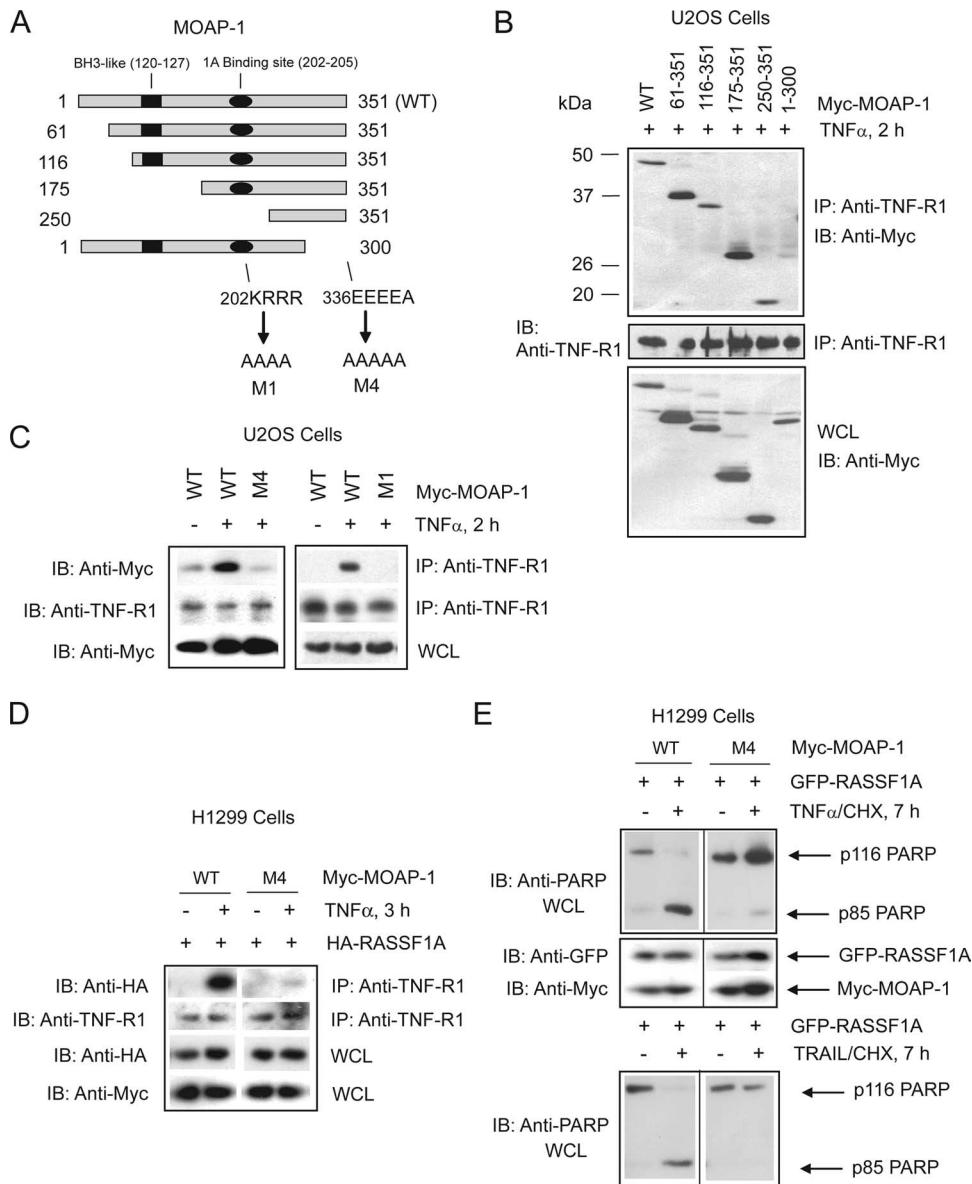 A
MOAP-1
BH3-like (120-127) 1A Binding site (202-205)
1 351 (WT)
61 351
116 351
175 351
250 351
1 300
202KRRR 336EEEEA
AAAA AAAAA
M1 M4
B
U2OS Cells
WT 61-351 116-351 175-351 250-351 1-300 Myc-MOAP-1
kDa + + + + + + TNFα, 2 h
50
37
26
20
IP: Anti-TNF-R1
IB: Anti-Myc
IB:
Anti-TNF-R1 IP: Anti-TNF-R1
WCL
IB: Anti-Myc
C
U2OS Cells
WT WT M4 WT WT M1 Myc-MOAP-1
- + + - + + TNFα, 2 h
IB: Anti-Myc IP: Anti-TNF-R1
IB: Anti-TNF-R1 IP: Anti-TNF-R1
IB: Anti-Myc WCL
D
H1299 Cells
WT M4 Myc-MOAP-1
- + - + TNFα, 3 h
+ + + + HA-RASSF1A
IB: Anti-HA IP: Anti-TNF-R1
IB: Anti-TNF-R1 IP: Anti-TNF-R1
IB: Anti-HA WCL
IB: Anti-Myc WCL
E
H1299 Cells
WT M4 Myc-MOAP-1
+ + + + GFP-RASSF1A
- + - + TNFα/CHX, 7 h
IB: Anti-PARP
WCL
p116 PARP
p85 PARP
IB: Anti-GFP GFP-RASSF1A
IB: Anti-Myc Myc-MOAP-1
+ + + + GFP-RASSF1A
- + - + TRAIL/CHX, 7 h
IB: Anti-PARP
WCL
p116 PARP
p85 PARP